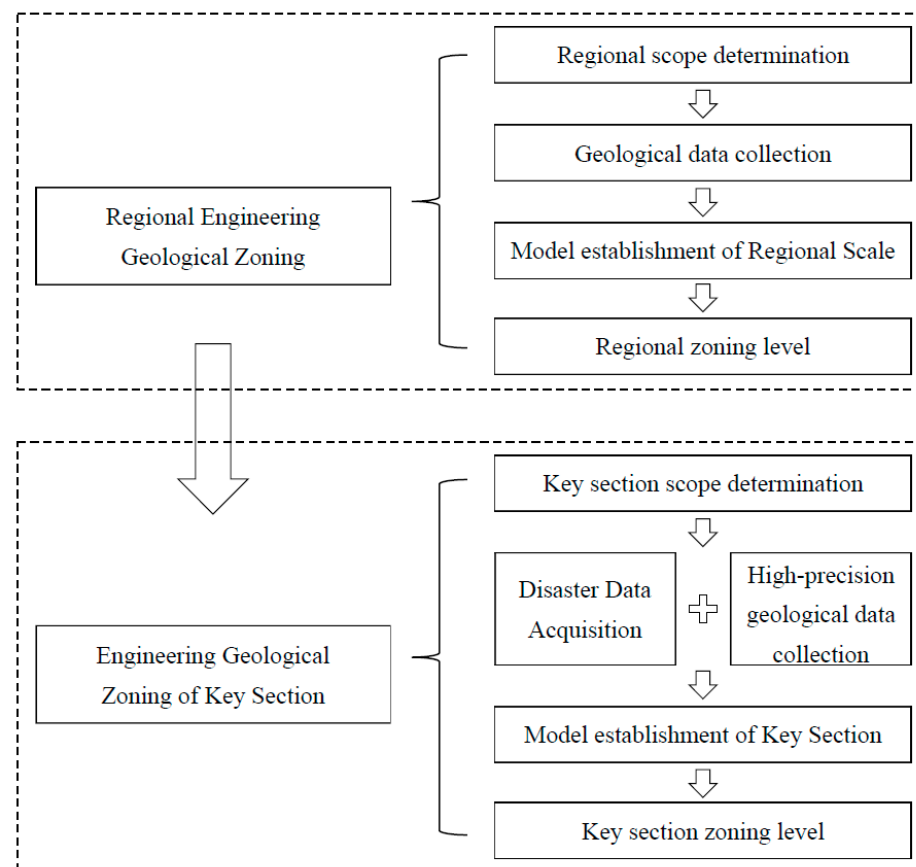 Regional scope determination
Geological data collection
Regional Engineering
Geological Zoning
Model establishment of Regional Scale
Regional zoning level
Key section scope determination
Disaster Data
Acquisition
High-precision
geological data
collection
Engineering Geological
Zoning of Key Section
Model establishment of Key Section
Key section zoning level